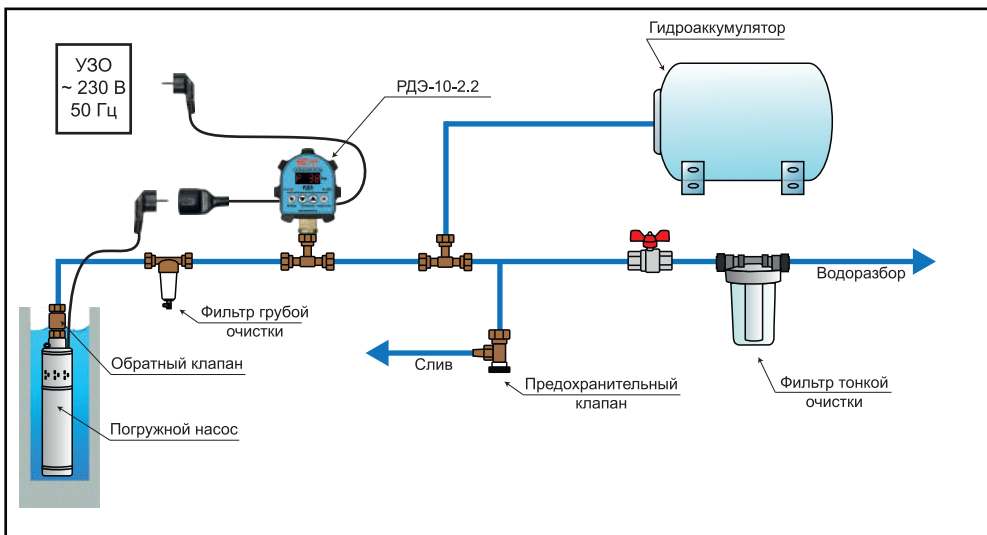 УЗО
~ 230 В
50 Гц
РДЭ-10-2.2
Гидроаккумулятор
РДЭ
Водоразбор
Фильтр грубой
очистки
Обратный клапан
Слив
Предохранительный
клапан
Фильтр тонкой
очистки
Погружной насос